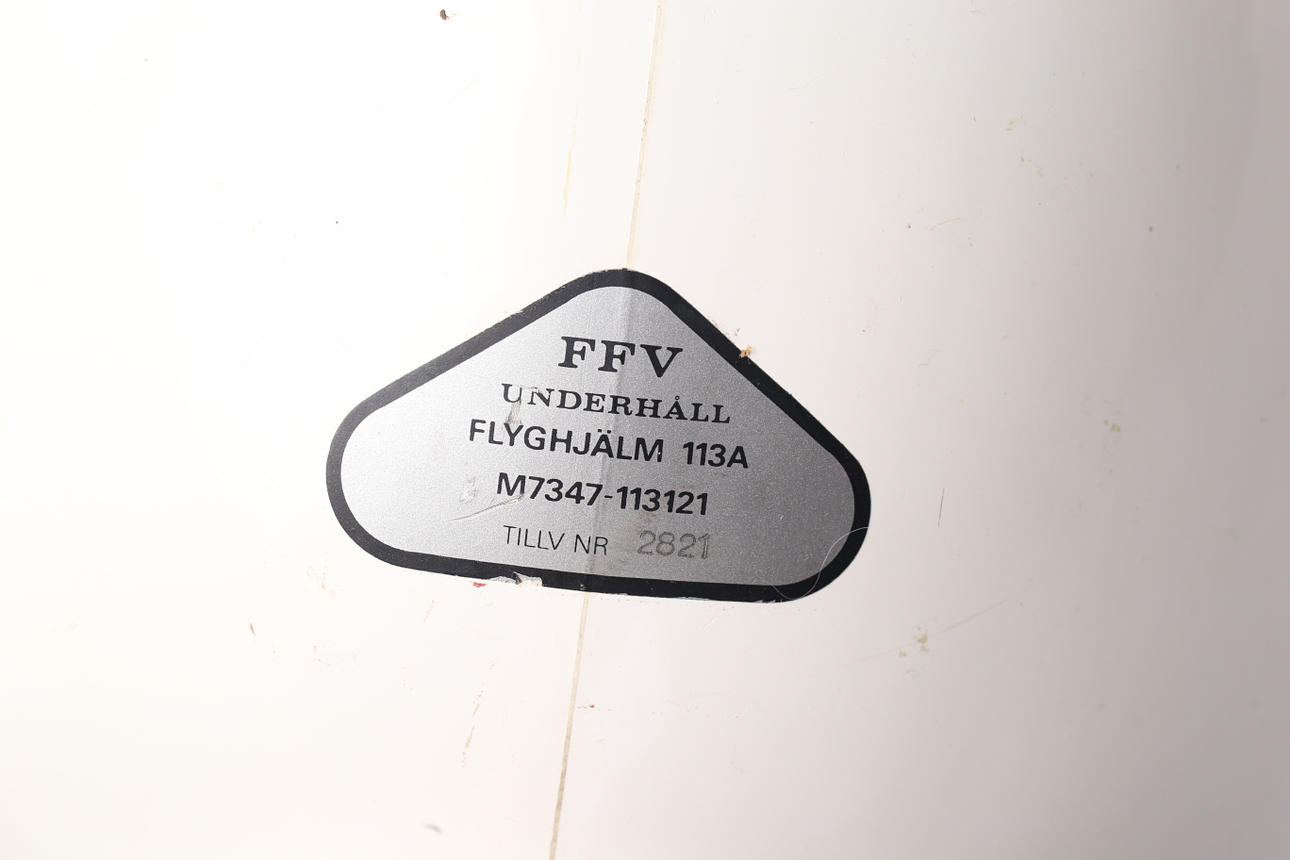 FFV
UNDERHÅLL
FLYGHJÄLM 113A
M7347-113121
TILLV NR 2821